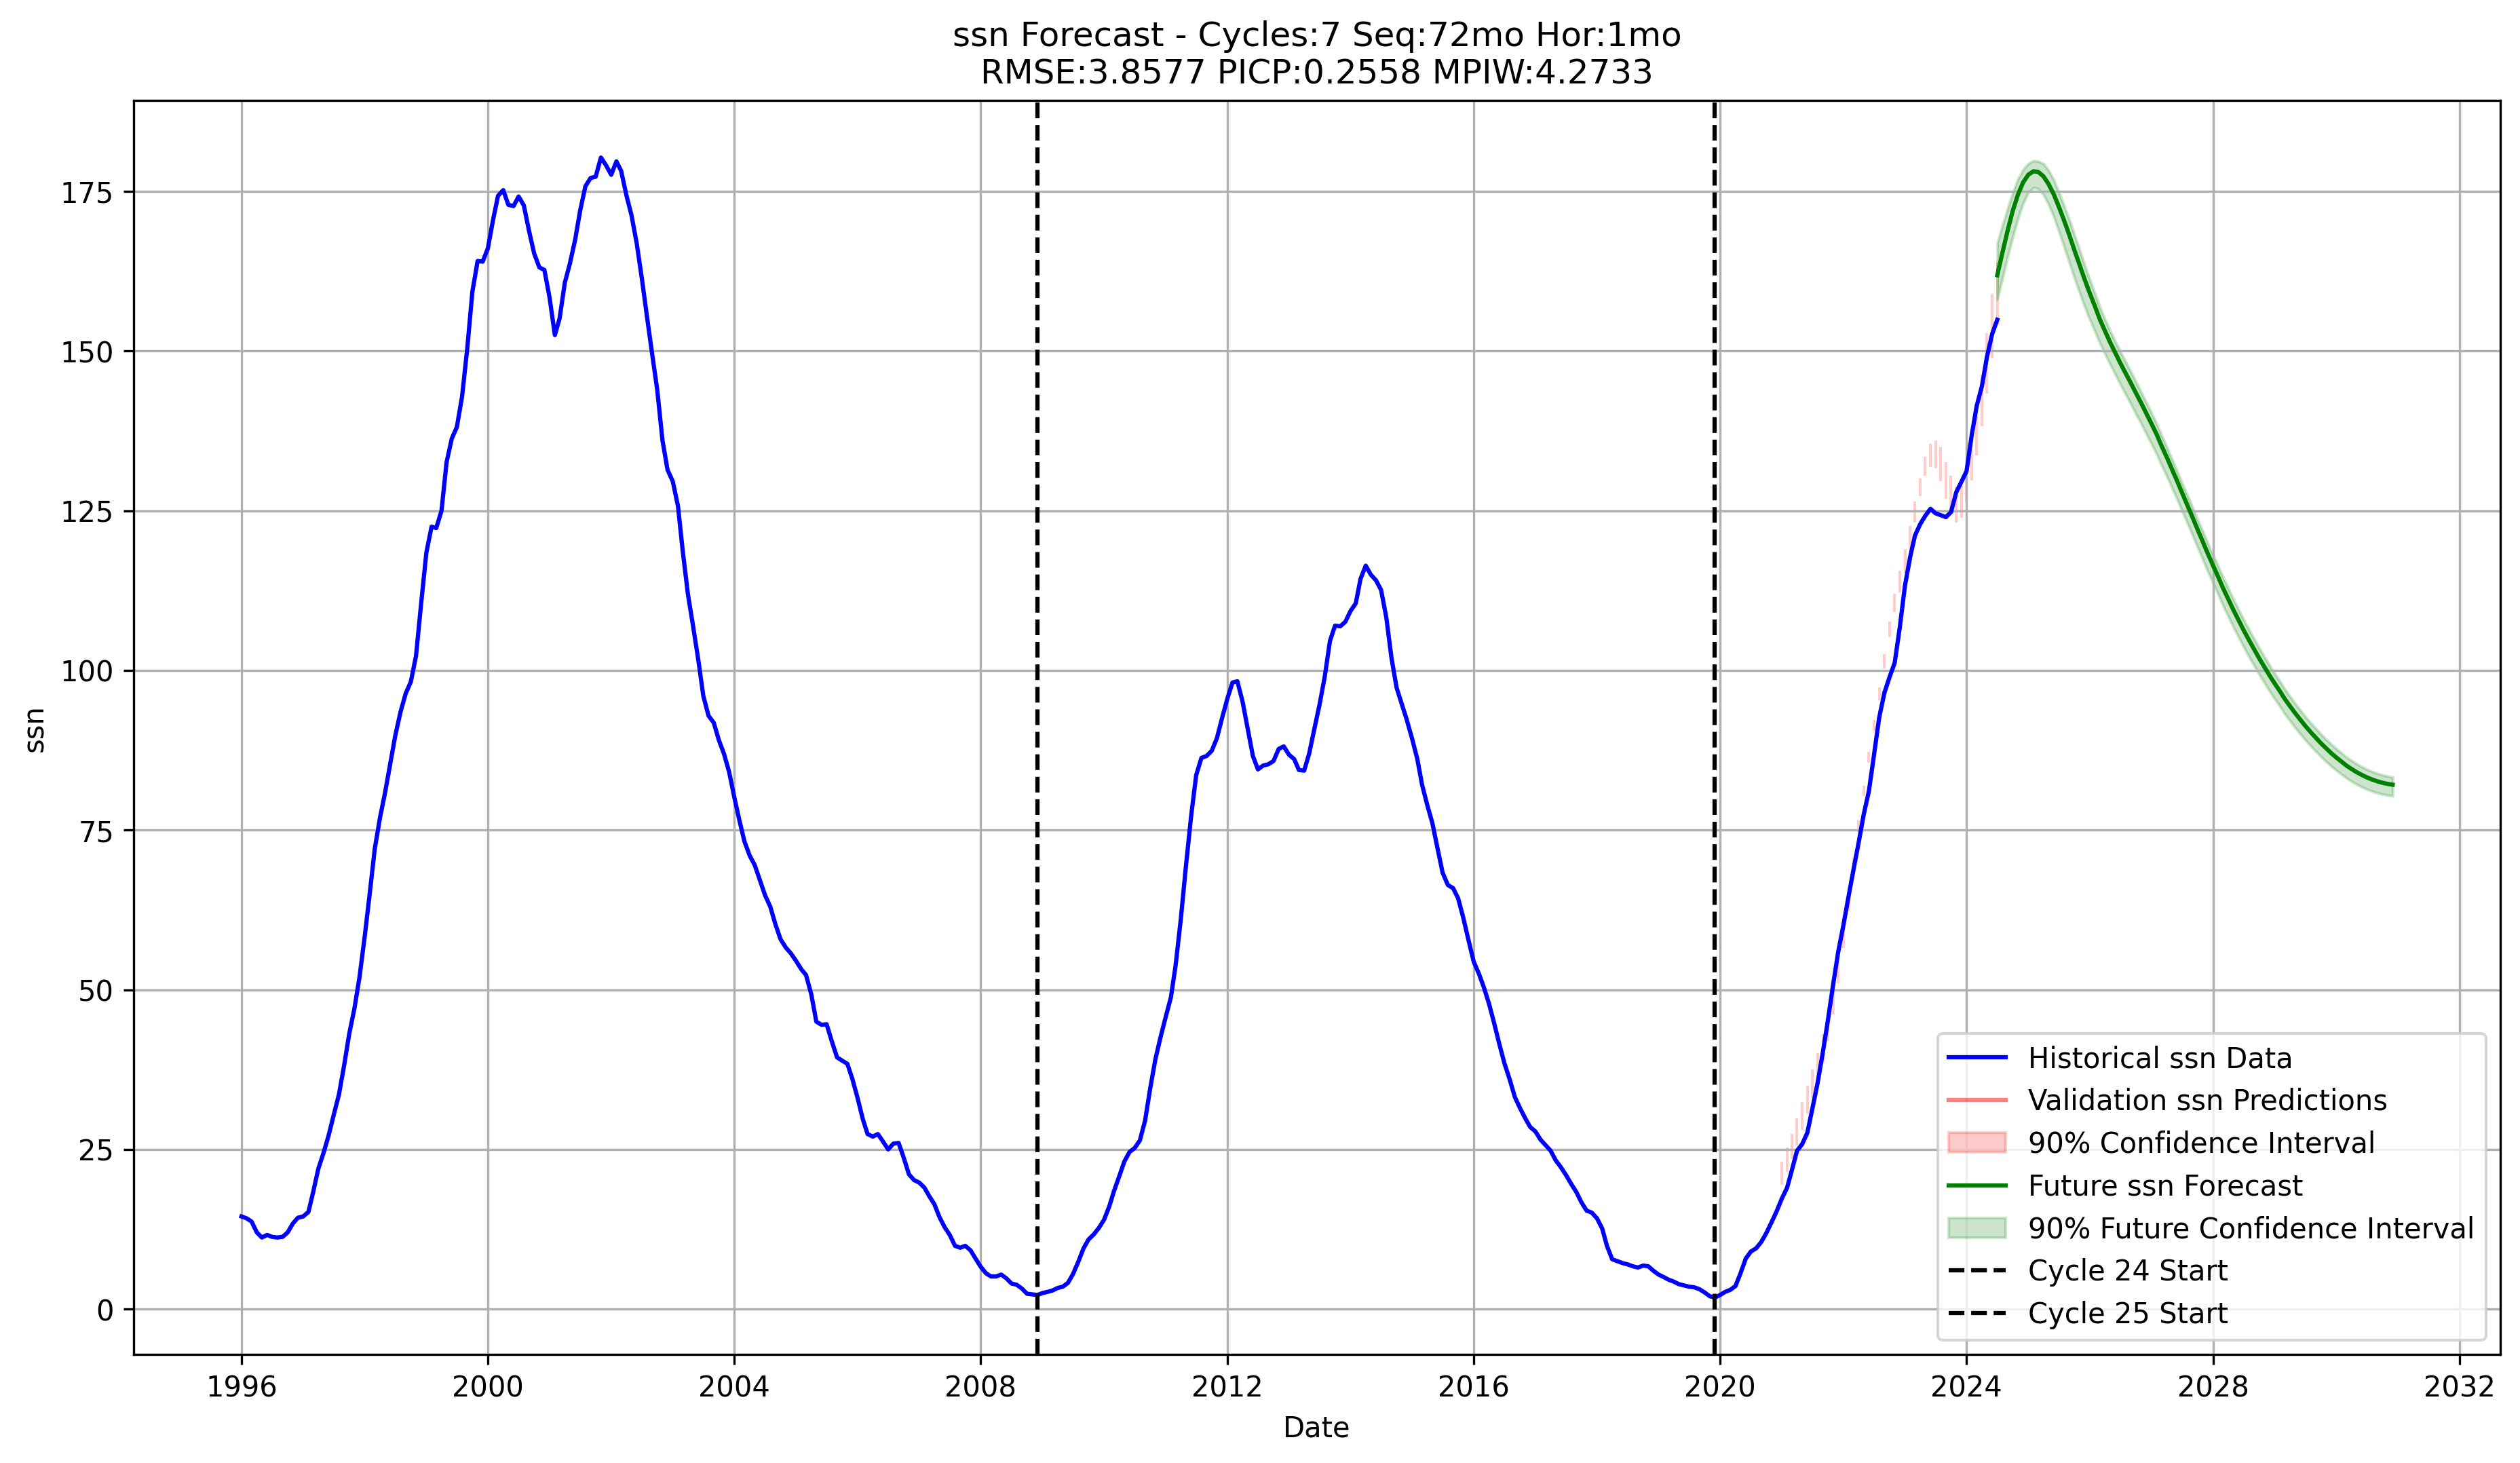 ssn Forecast - Cycles:7 Seq:72mo Hor:1mo
RMSE:3.8577 PICP:0.2558 MPIW:4.2733
175
150
125
100
75
50
25
0
ssn
1996
2000
2004
2008
2012
2016
2020
2024
2028
2032
Date
Historical ssn Data
Validation ssn Predictions
90% Confidence Interval
Future ssn Forecast
90% Future Confidence Interval
Cycle 24 Start
Cycle 25 Start